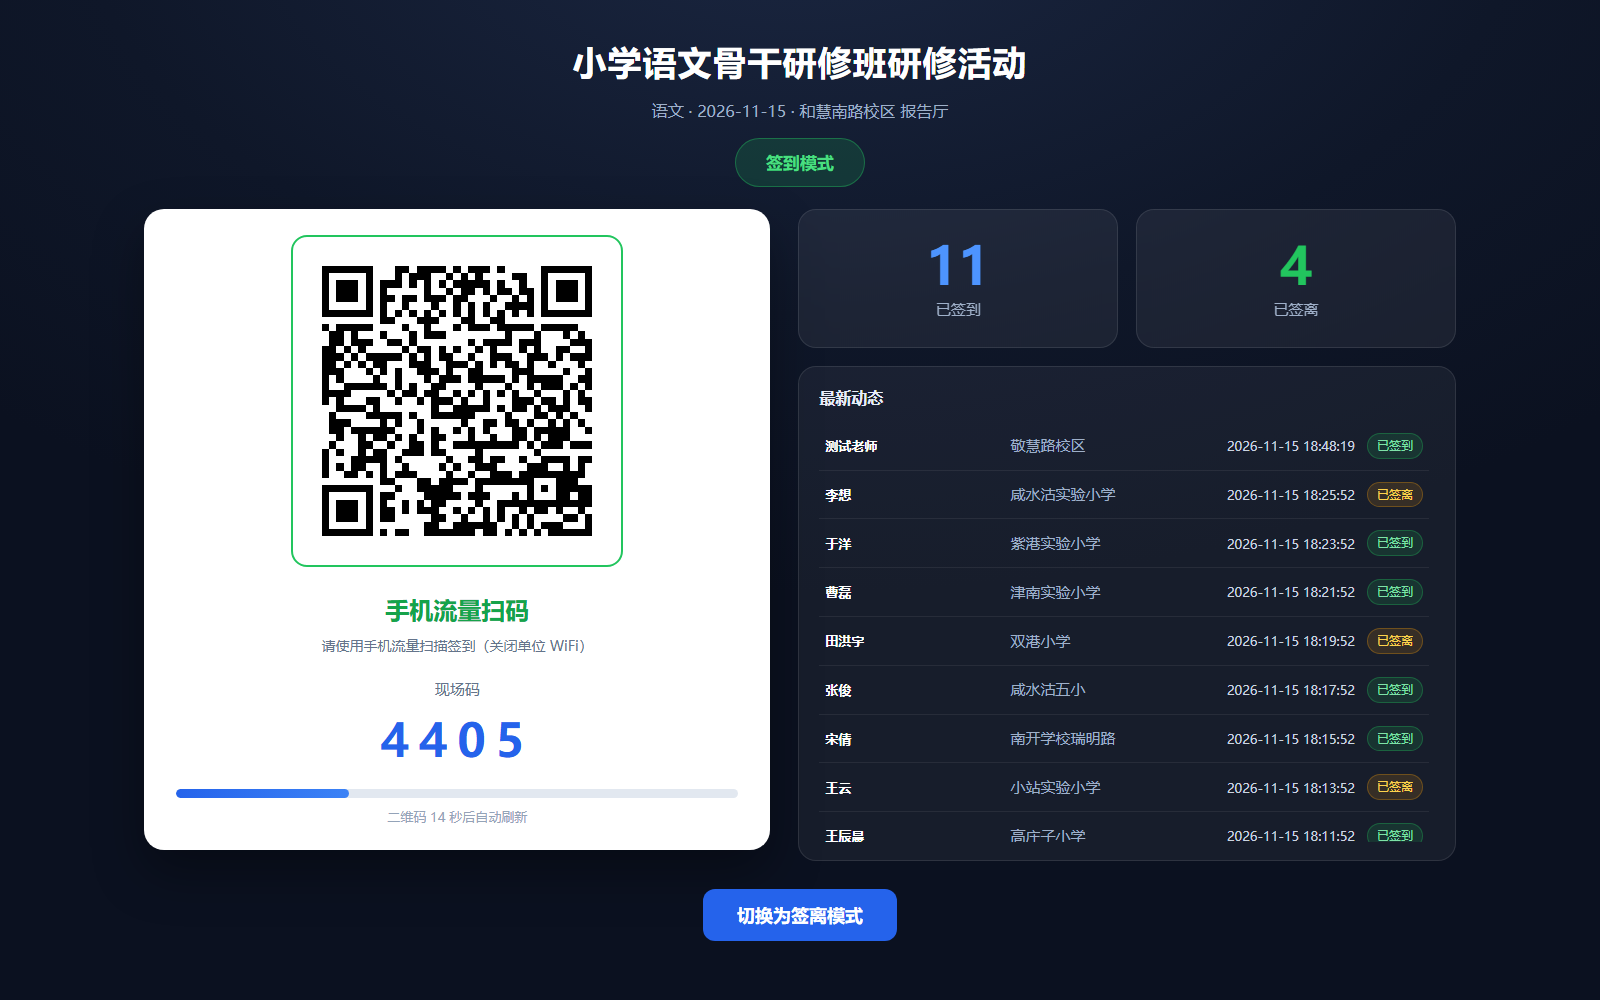 小学语文骨干研修班研修活动
语文 · 2026-11-15 · 和慧南路校区 报告厅
签到模式
手机流量扫码
请使用手机流量扫描签到（关闭单位 WiFi）
现场码
4405
二维码 14 秒后自动刷新
11
已签到
4
已签离
最新动态
测试老师 敬慧路校区 2026-11-15 18:48:19 已签到
李想 咸水沽实验小学 2026-11-15 18:25:52 已签离
于洋 紫港实验小学 2026-11-15 18:23:52 已签到
曹磊 津南实验小学 2026-11-15 18:21:52 已签到
田洪宇 双港小学 2026-11-15 18:19:52 已签离
张俊 咸水沽五小 2026-11-15 18:17:52 已签到
宋倩 南开学校瑞明路 2026-11-15 18:15:52 已签到
王云 小站实验小学 2026-11-15 18:13:52 已签离
王辰晨 高庄子小学 2026-11-15 18:11:52 已签到
切换为签离模式